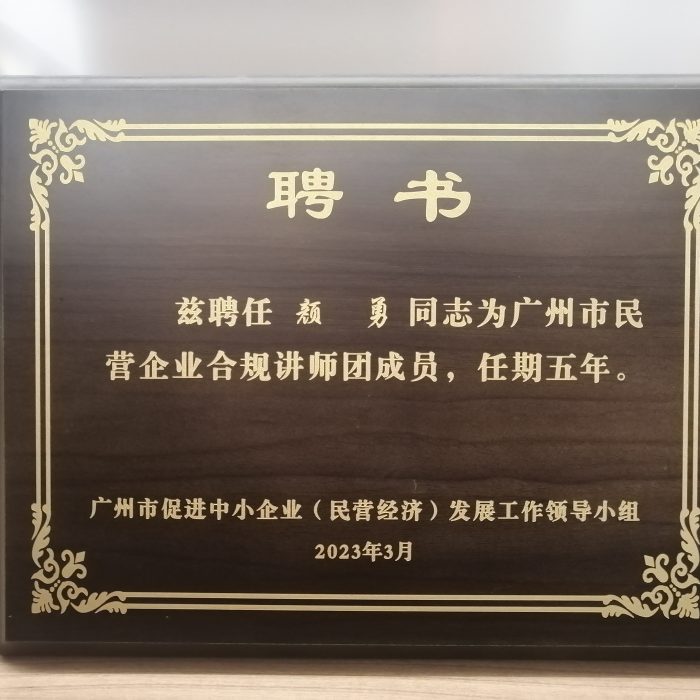 聘书
兹聘任 颜 勇 同志为广州市民
营企业合规讲师团成员，任期五年。
广州市促进中小企业（民营经济）发展工作领导小组
2023年3月